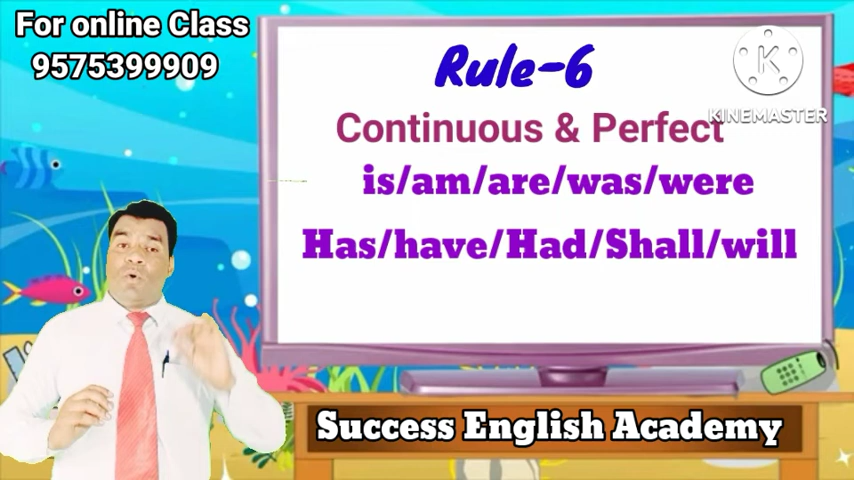 For online Class
9575399909
Rule-6
K
KINEMASTER
Continuous & Perfect
is/am/are/was/were
Has/have/Had/Shall/will
Success English Academy